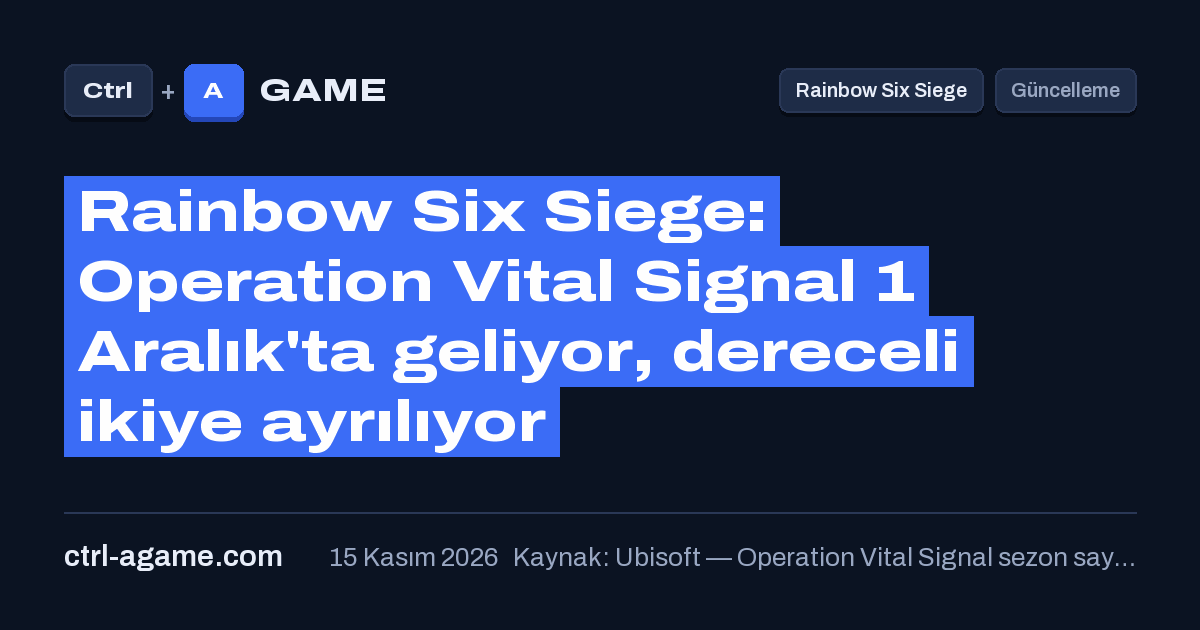 Ctrl + A GAME
Rainbow Six Siege Güncelleme
Rainbow Six Siege:
Operation Vital Signal 1
Aralık'ta geliyor, dereceli
ikiye ayrılıyor
ctrl-agame.com 15 Kasım 2026 Kaynak: Ubisoft — Operation Vital Signal sezon say…